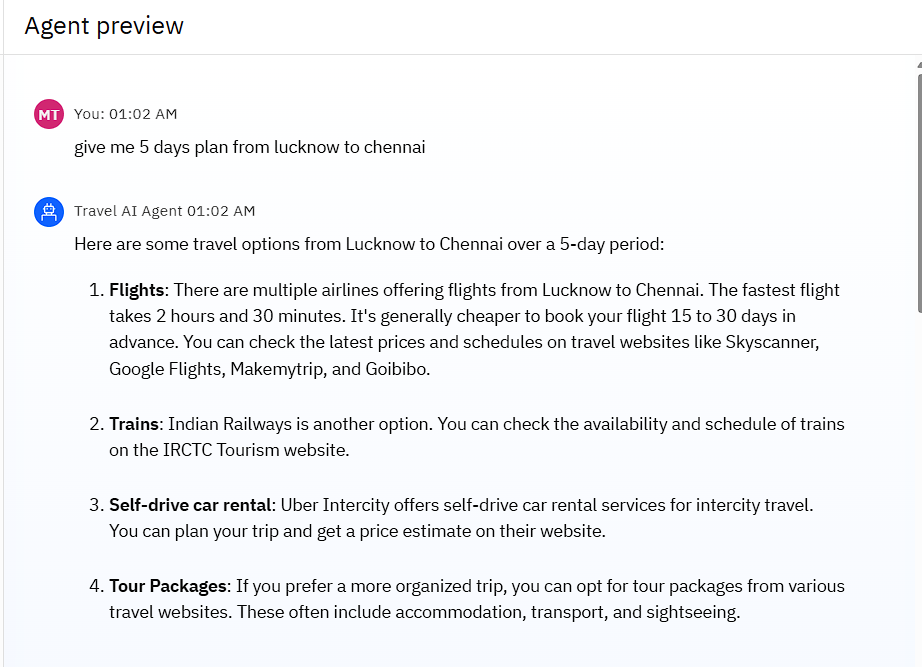 Agent preview
MT You: 01:02 AM
give me 5 days plan from lucknow to chennai
Travel AI Agent 01:02 AM
Here are some travel options from Lucknow to Chennai over a 5-day period:
1. Flights: There are multiple airlines offering flights from Lucknow to Chennai. The fastest flight
takes 2 hours and 30 minutes. It's generally cheaper to book your flight 15 to 30 days in
advance. You can check the latest prices and schedules on travel websites like Skyscanner,
Google Flights, Makemytrip, and Goibibo.
2. Trains: Indian Railways is another option. You can check the availability and schedule of trains
on the IRCTC Tourism website.
3. Self-drive car rental: Uber Intercity offers self-drive car rental services for intercity travel.
You can plan your trip and get a price estimate on their website.
4. Tour Packages: If you prefer a more organized trip, you can opt for tour packages from various
travel websites. These often include accommodation, transport, and sightseeing.